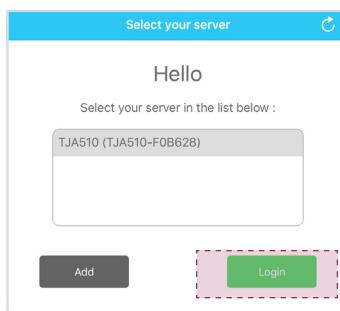 Select your server
Hello
Select your server in the list below :
TJA510 (TJA510-F0B628)
Add
Login